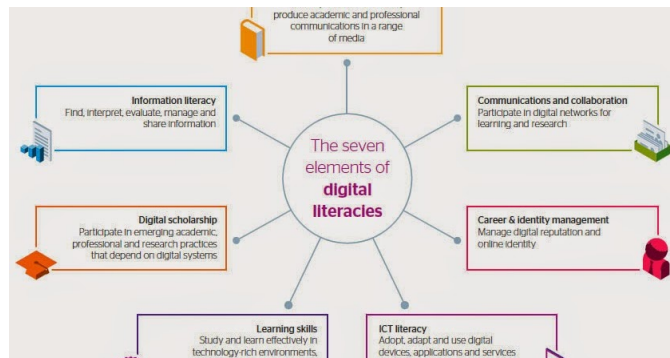 produce academic and professional
communications in a range
of media
Information literacy
Find, interpret, evaluate, manage and
share information
Communications and collaboration
Participate in digital networks for
learning and research
The seven
elements of
digital
literacies
Digital scholarship
Participate in emerging academic,
professional and research practices
that depend on digital systems
Career & identity management
Manage digital reputation and
online identity
Learning skills
Study and learn effectively in
technology-rich environments,
ICT literacy
Adopt, adapt and use digital
devices, applications and services